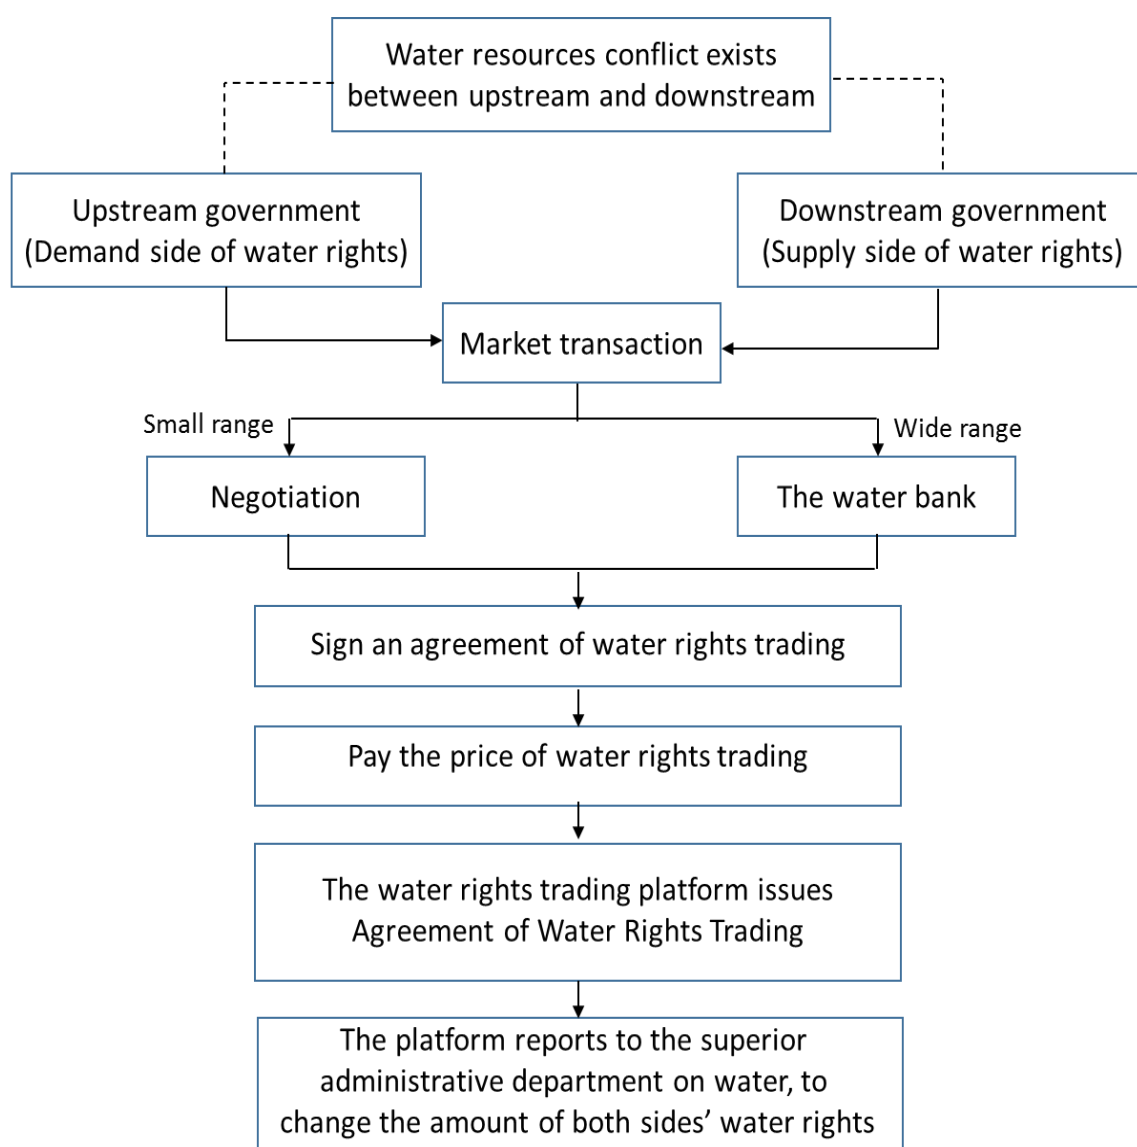 Water resources conflict exists
between upstream and downstream
Upstream government
(Demand side of water rights)
Downstream government
(Supply side of water rights)
Market transaction
Small range
Wide range
Negotiation
The water bank
Sign an agreement of water rights trading
Pay the price of water rights trading
The water rights trading platform issues
Agreement of Water Rights Trading
The platform reports to the superior
administrative department on water, to
change the amount of both sides’ water rights